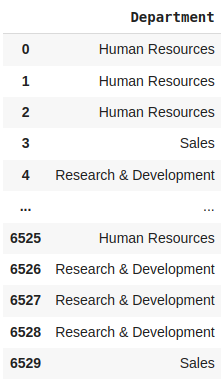 Department
0 Human Resources
1 Human Resources
2 Human Resources
3 Sales
4 Research & Development
... ...
6525 Human Resources
6526 Research & Development
6527 Research & Development
6528 Research & Development
6529 Sales